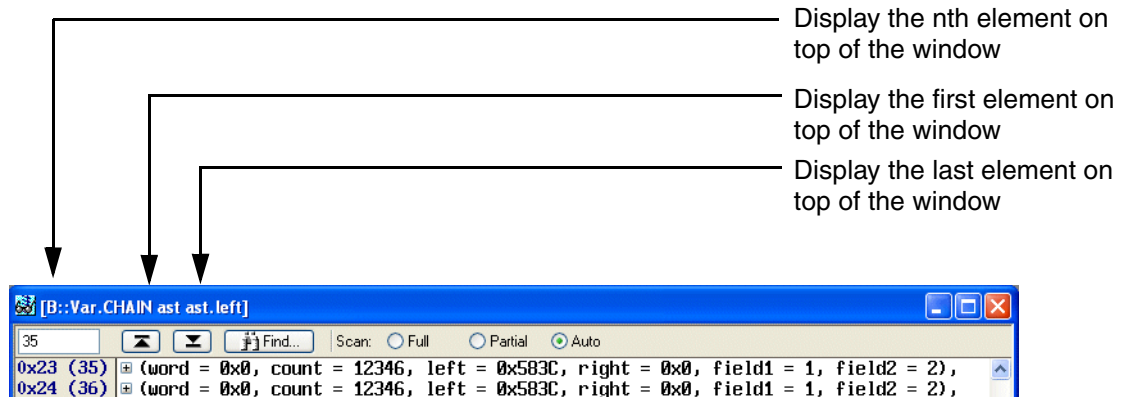 Display the nth element on
top of the window
Display the first element on
top of the window
Display the last element on
top of the window
[B::Var.CHAIN ast ast.left]
35 Find... Scan: Full Partial Auto
0x23 (35) (word = 0x0, count = 12346, left = 0x583C, right = 0x0, field1 = 1, field2 = 2),
0x24 (36) (word = 0x0, count = 12346, left = 0x583C, right = 0x0, field1 = 1, field2 = 2),